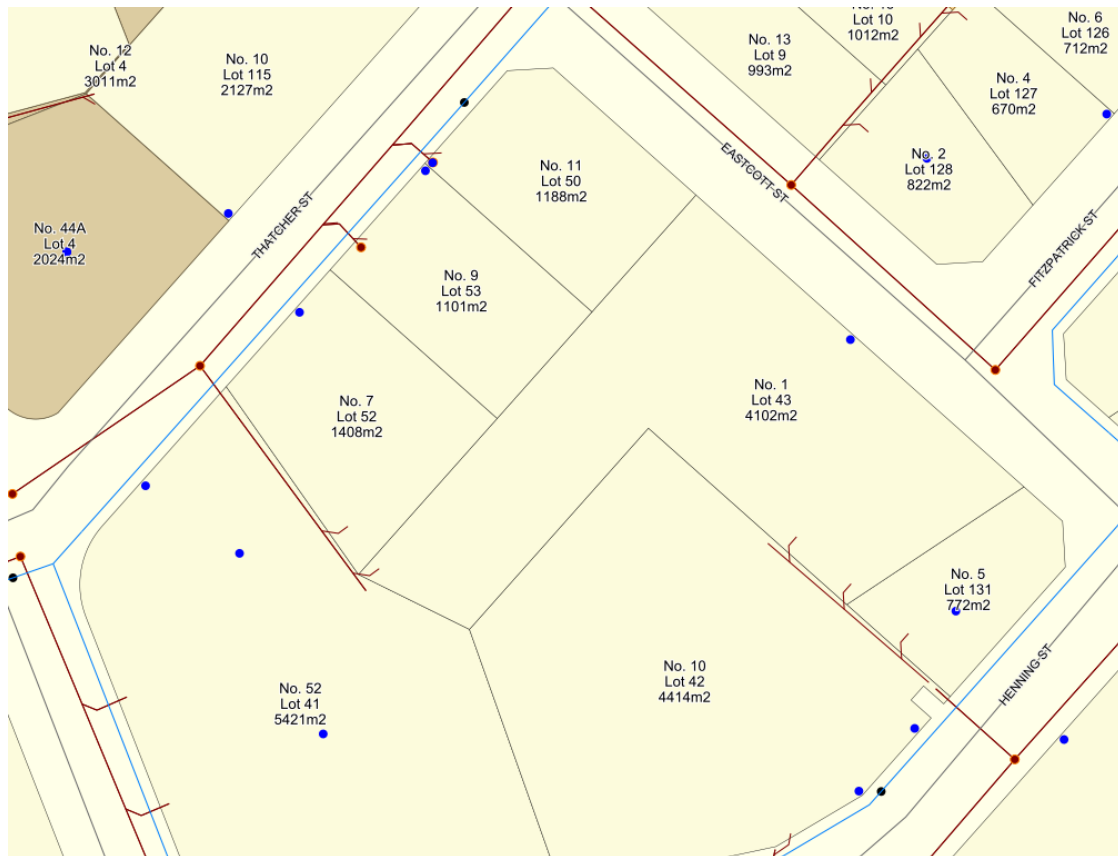 No. 12
Lot 4
3011m2
No. 10
Lot 115
2127m2
No. 13
Lot 9
993m2
Lot 10
1012m2
No. 6
Lot 126
712m2
No. 4
Lot 127
670m2
No. 2
Lot 128
822m2
No. 11
Lot 50
1188m2
EASTCOTT ST
THATCHER ST
FITZPATRICK ST
No. 44A
Lot 4
2024m2
No. 9
Lot 53
1101m2
No. 7
Lot 52
1408m2
No. 1
Lot 43
4102m2
No. 5
Lot 131
772m2
HENNING ST
No. 52
Lot 41
5421m2
No. 10
Lot 42
4414m2